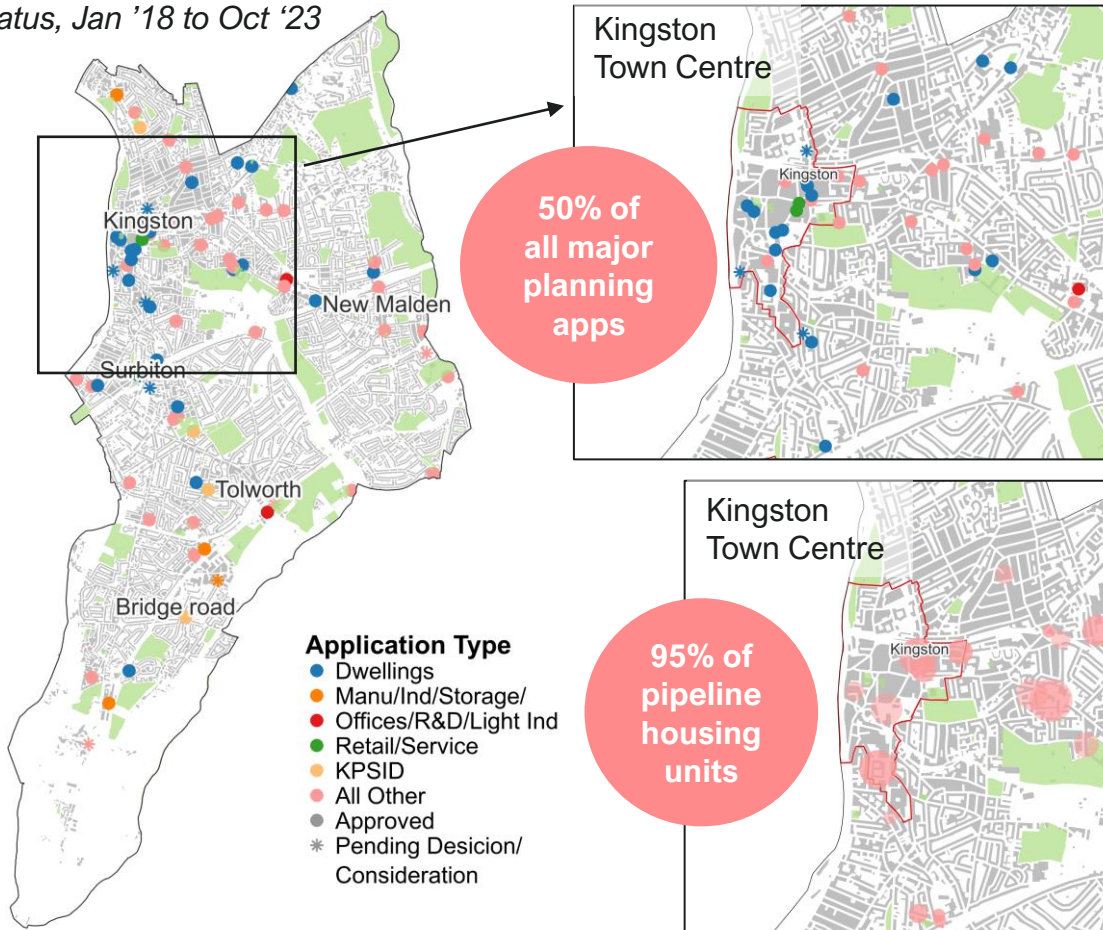 atus, Jan '18 to Oct '23
Kingston
Town Centre
Kingston
50% of
all major
planning
apps
Kingston
New Malden
Surbiton
Tolworth
Bridge road
Kingston
Town Centre
Kingston
95% of
pipeline
housing
units
Application Type
Dwellings
Manu/Ind/Storage/
Offices/R&D/Light Ind
Retail/Service
KPSID
All Other
Approved
Pending Desicion/
Consideration